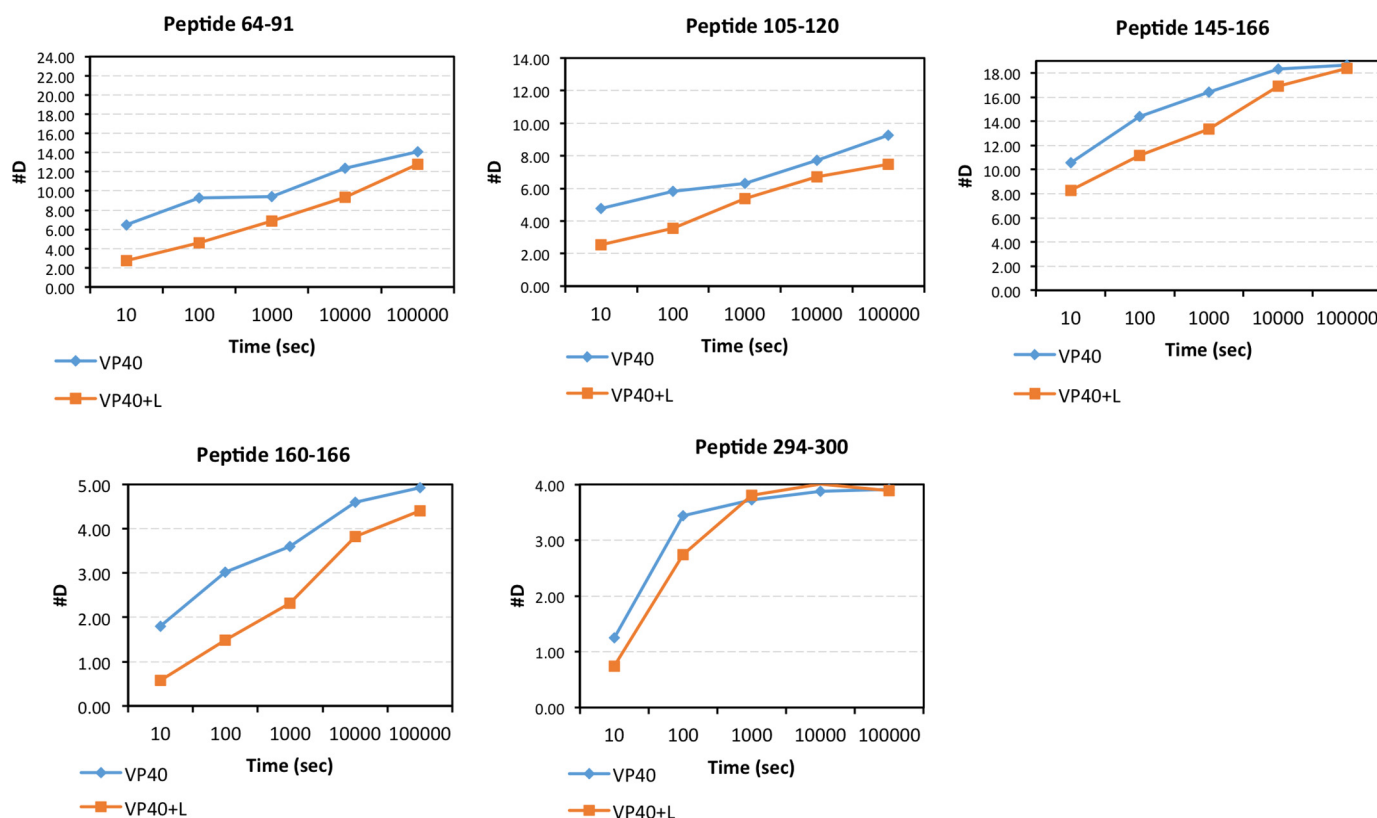 Peptide 64-91
24.00
22.00
20.00
18.00
16.00
14.00
12.00
10.00
8.00
6.00
4.00
2.00
0.00
#D
10 100 1000 10000 100000
Time (sec)
VP40
VP40+L
Peptide 105-120
14.00
12.00
10.00
8.00
6.00
4.00
2.00
0.00
#D
10 100 1000 10000 100000
Time (sec)
VP40
VP40+L
Peptide 145-166
18.00
16.00
14.00
12.00
10.00
8.00
6.00
4.00
2.00
0.00
#D
10 100 1000 10000 100000
Time (sec)
VP40
VP40+L
Peptide 160-166
5.00
4.00
3.00
2.00
1.00
0.00
#D
10 100 1000 10000 100000
Time (sec)
VP40
VP40+L
Peptide 294-300
4.00
3.00
2.00
1.00
0.00
#D
10 100 1000 10000 100000
Time (sec)
VP40
VP40+L